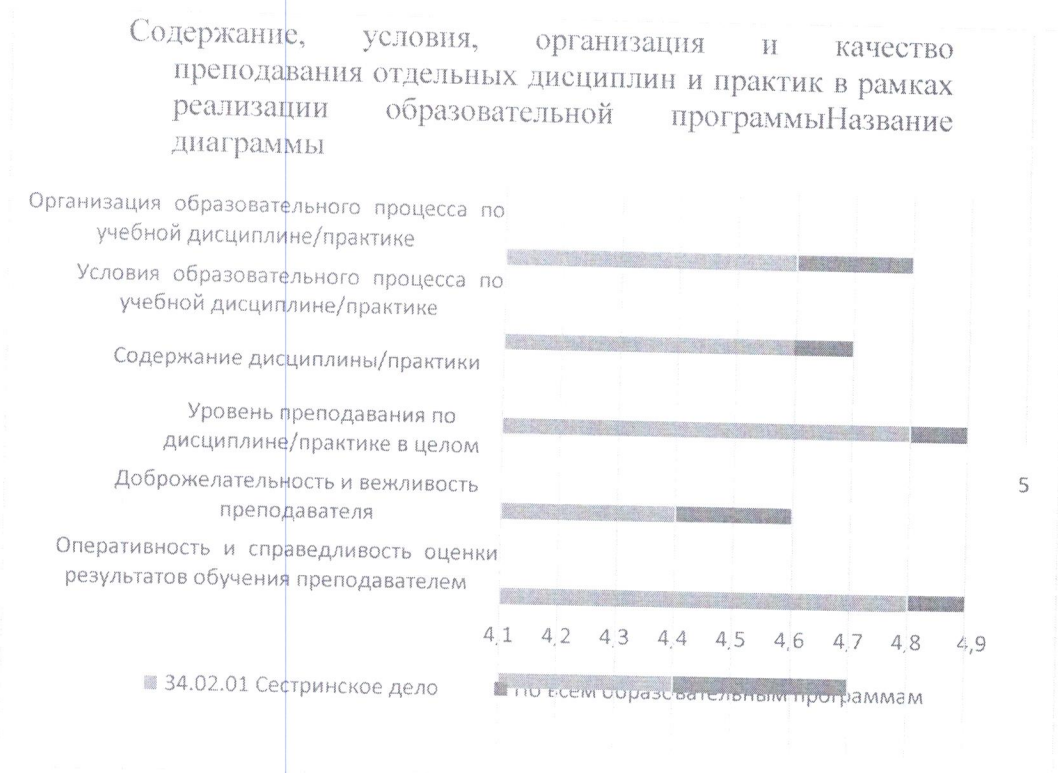 Содержание, условия, организация и качество
преподавания отдельных дисциплин и практик в рамках
реализации образовательной программыНазвание
диаграммы
Организация образовательного процесса по
учебной дисциплине/практике
Условия образовательного процесса по
учебной дисциплине/практике
Содержание дисциплины/практики
Уровень преподавания по
дисциплине/практике в целом
Доброжелательность и вежливость
преподавателя
5
Оперативность и справедливость оценки
результатов обучения преподавателем
4,1 4,2 4,3 4,4 4,5 4,6 4,7 4,8 4,9
34.02.01 Сестринское дело
По всем образовательным программам